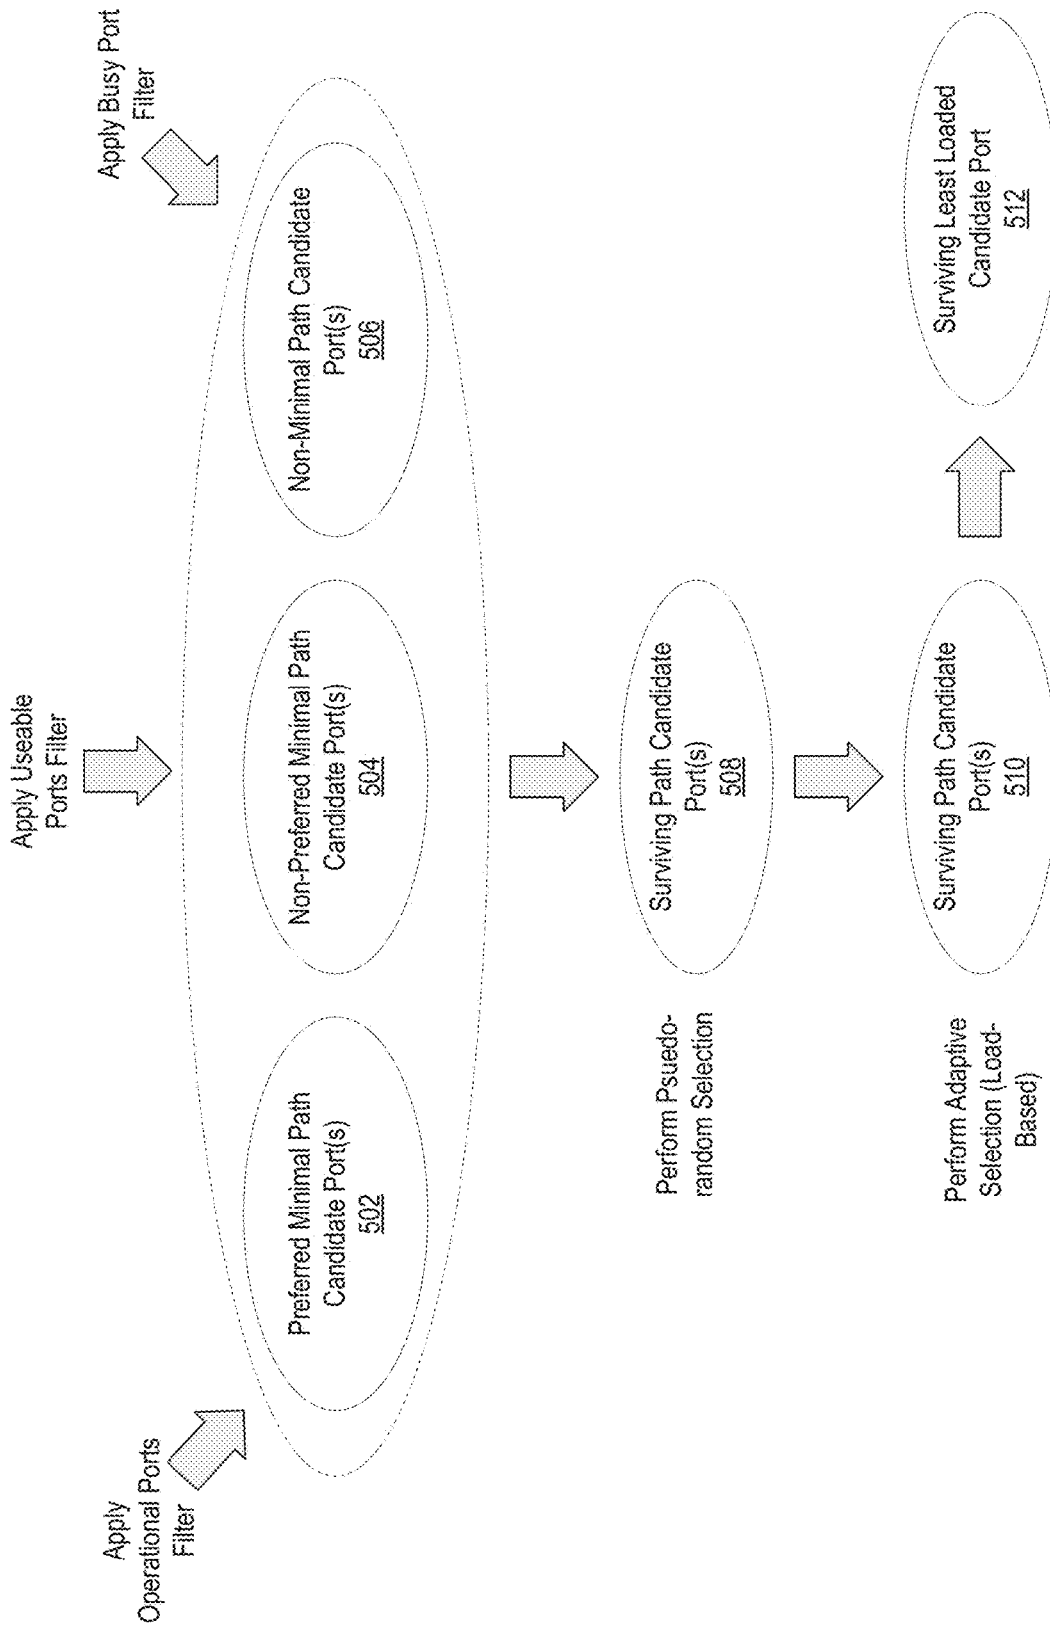 Apply
Operational Ports
Filter
Apply Useable
Ports Filter
Apply Busy Port
Filter
Preferred Minimal Path
Candidate Port(s)
502
Non-Preferred Minimal Path
Candidate Port(s)
504
Non-Minimal Path Candidate
Port(s)
506
Perform Psuedo-
random Selection
Surviving Path Candidate
Port(s)
508
Perform Adaptive
Selection (Load-
Based)
Surviving Path Candidate
Port(s)
510
Surviving Least Loaded
Candidate Port
512